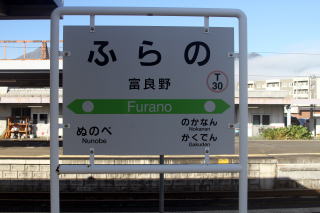 ふらの
富良野
T
30
Furano
ぬのべ
Nunobe
のかなん
Nokanan
がくでん
Gakuden